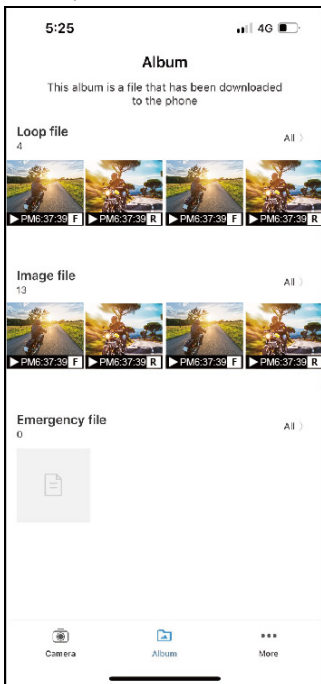 5:25 4G
Album
This album is a file that has been downloaded
to the phone
Loop file
4 All
PM6:37:39 F PM6:37:39 R PM6:37:39 F PM6:37:39 R
Image file
13 All
PM6:37:39 F PM6:37:39 R PM6:37:39 F PM6:37:39 R
Emergency file
0 All
Camera Album More